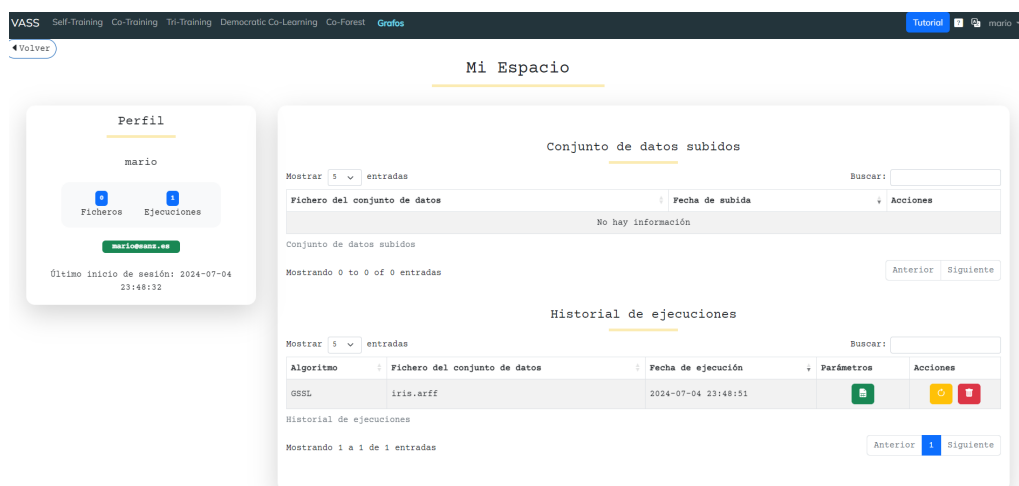 VASS Self-Training Co-Training Tri-Training Democratic Co-Learning Co-Forest Grafos Tutorial mario
Volver
Mi Espacio
Perfil
mario
0 1
Ficheros Ejecuciones
mario@sanz.es
Último inicio de sesión: 2024-07-04
23:48:32
Conjunto de datos subidos
Mostrar 5 entradas Buscar:
Fichero del conjunto de datos Fecha de subida Acciones
No hay información
Conjunto de datos subidos
Mostrando 0 to 0 of 0 entradas Anterior Siguiente
Historial de ejecuciones
Mostrar 5 entradas Buscar:
Algoritmo Fichero del conjunto de datos Fecha de ejecución Parámetros Acciones
GSSL iris.arff 2024-07-04 23:48:51
Historial de ejecuciones
Mostrando 1 a 1 de 1 entradas Anterior 1 Siguiente